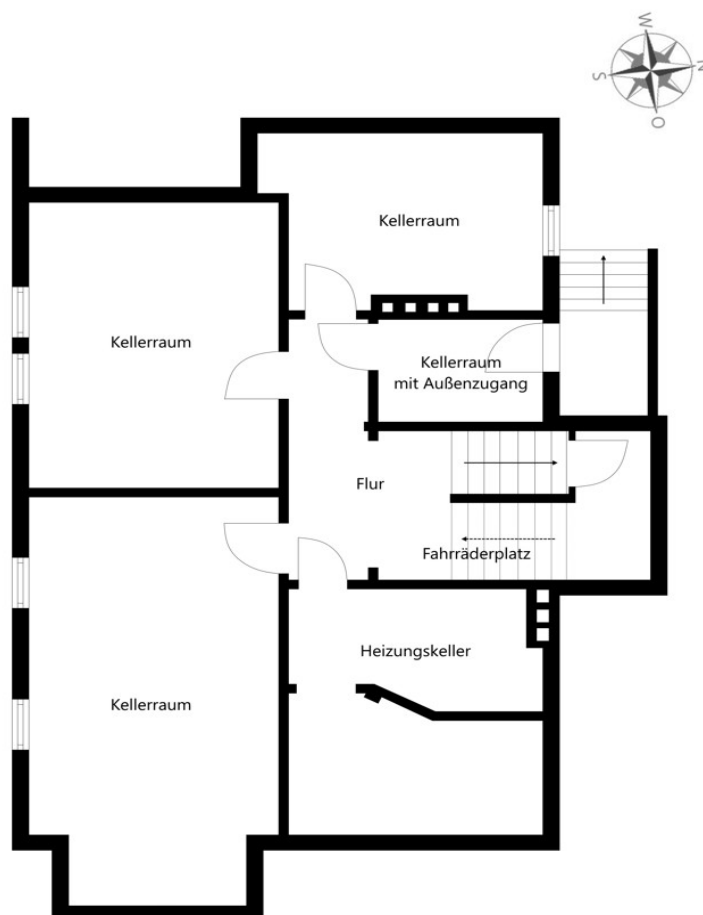 W
N
S
O
Kellerraum
Kellerraum
Kellerraum
mit Außenzugang
Flur
Fahrräderplatz
Heizungskeller
Kellerraum